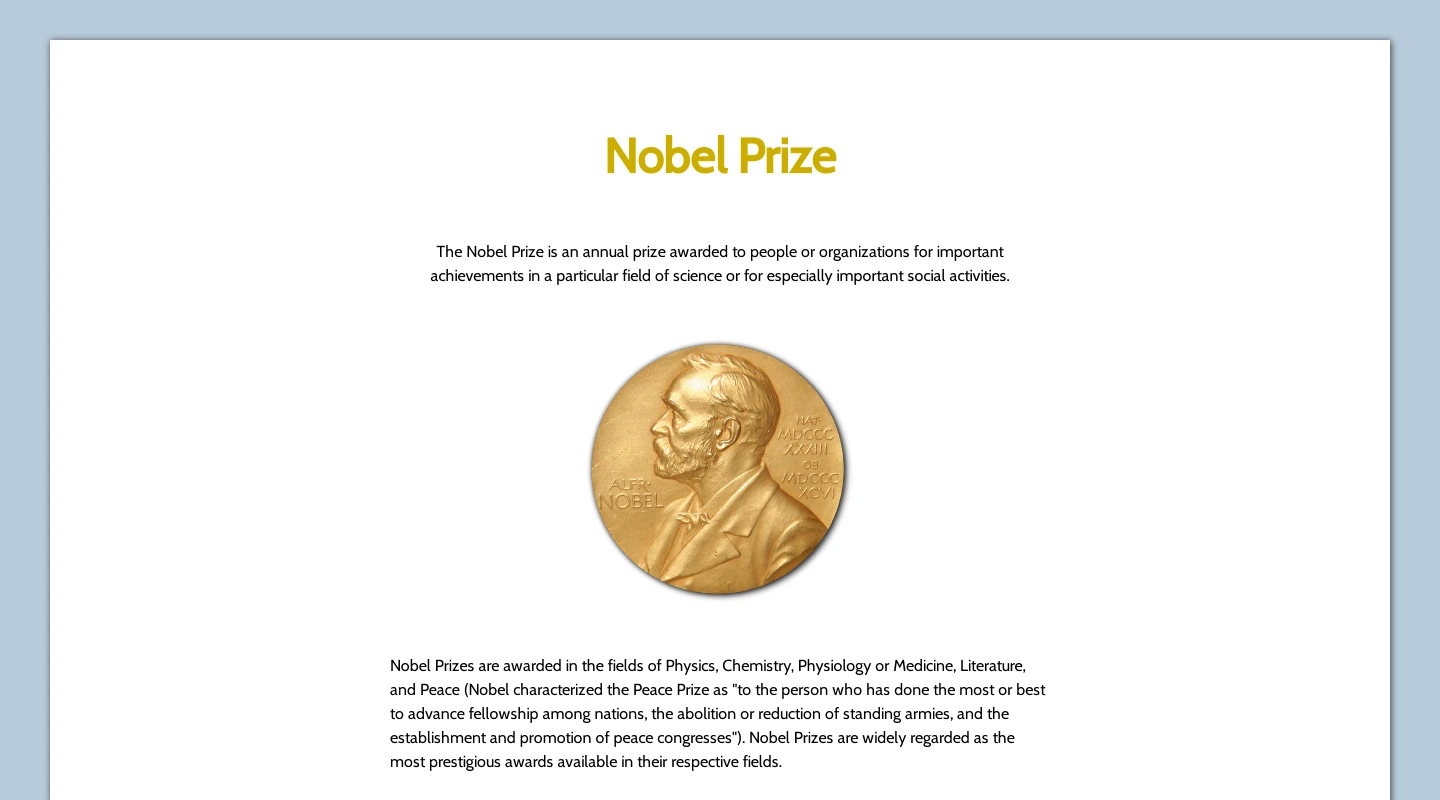 Nobel Prize
The Nobel Prize is an annual prize awarded to people or organizations for important
achievements in a particular field of science or for especially important social activities.
NAT·
MDCCC
XXXIII
OB·
MDCCC
XCVI
ALFR·
NOBEL
Nobel Prizes are awarded in the fields of Physics, Chemistry, Physiology or Medicine, Literature,
and Peace (Nobel characterized the Peace Prize as "to the person who has done the most or best
to advance fellowship among nations, the abolition or reduction of standing armies, and the
establishment and promotion of peace congresses"). Nobel Prizes are widely regarded as the
most prestigious awards available in their respective fields.